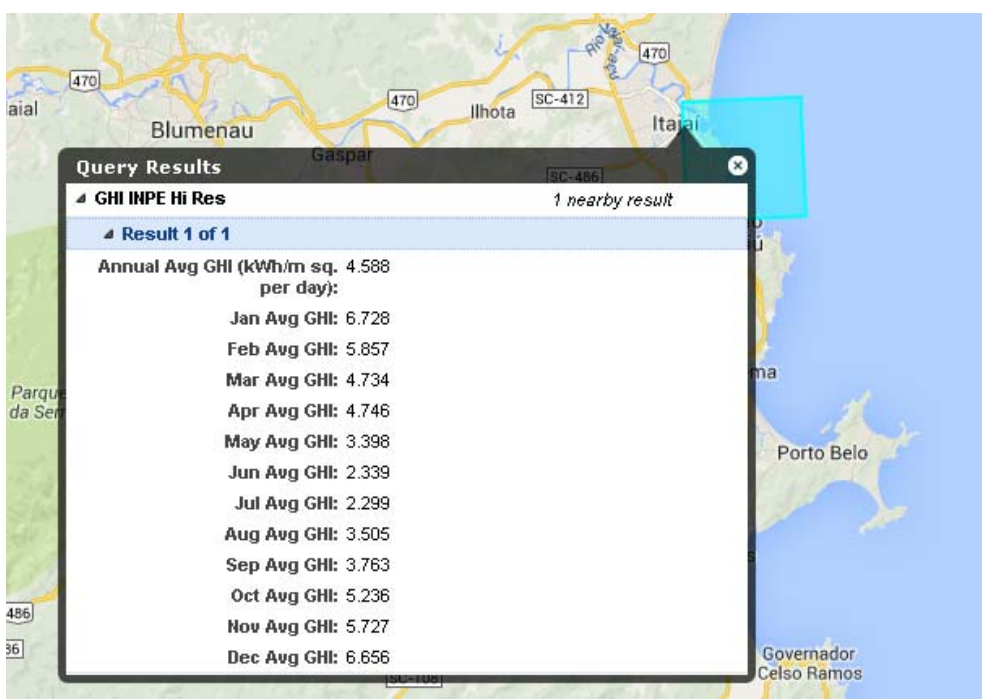 470
470
aial
470
Ilhota
SC-412
Itajaí
Blumenau
Gaspar
Query Results
SC-486
GHI INPE Hi Res
1 nearby result
Result 1 of 1
ú
Annual Avg GHI (kWh/m sq. 4.588
per day):
Jan Avg GHI: 6.728
Feb Avg GHI: 5.857
Mar Avg GHI: 4.734
ma
Parque
da Serr
Apr Avg GHI: 4.746
May Avg GHI: 3.398
Porto Belo
Jun Avg GHI: 2.339
Jul Avg GHI: 2.299
Aug Avg GHI: 3.505
Sep Avg GHI: 3.763
Oct Avg GHI: 5.236
486
Nov Avg GHI: 5.727
36
Dec Avg GHI: 6.656
Governador
Celso Ramos
SC-108